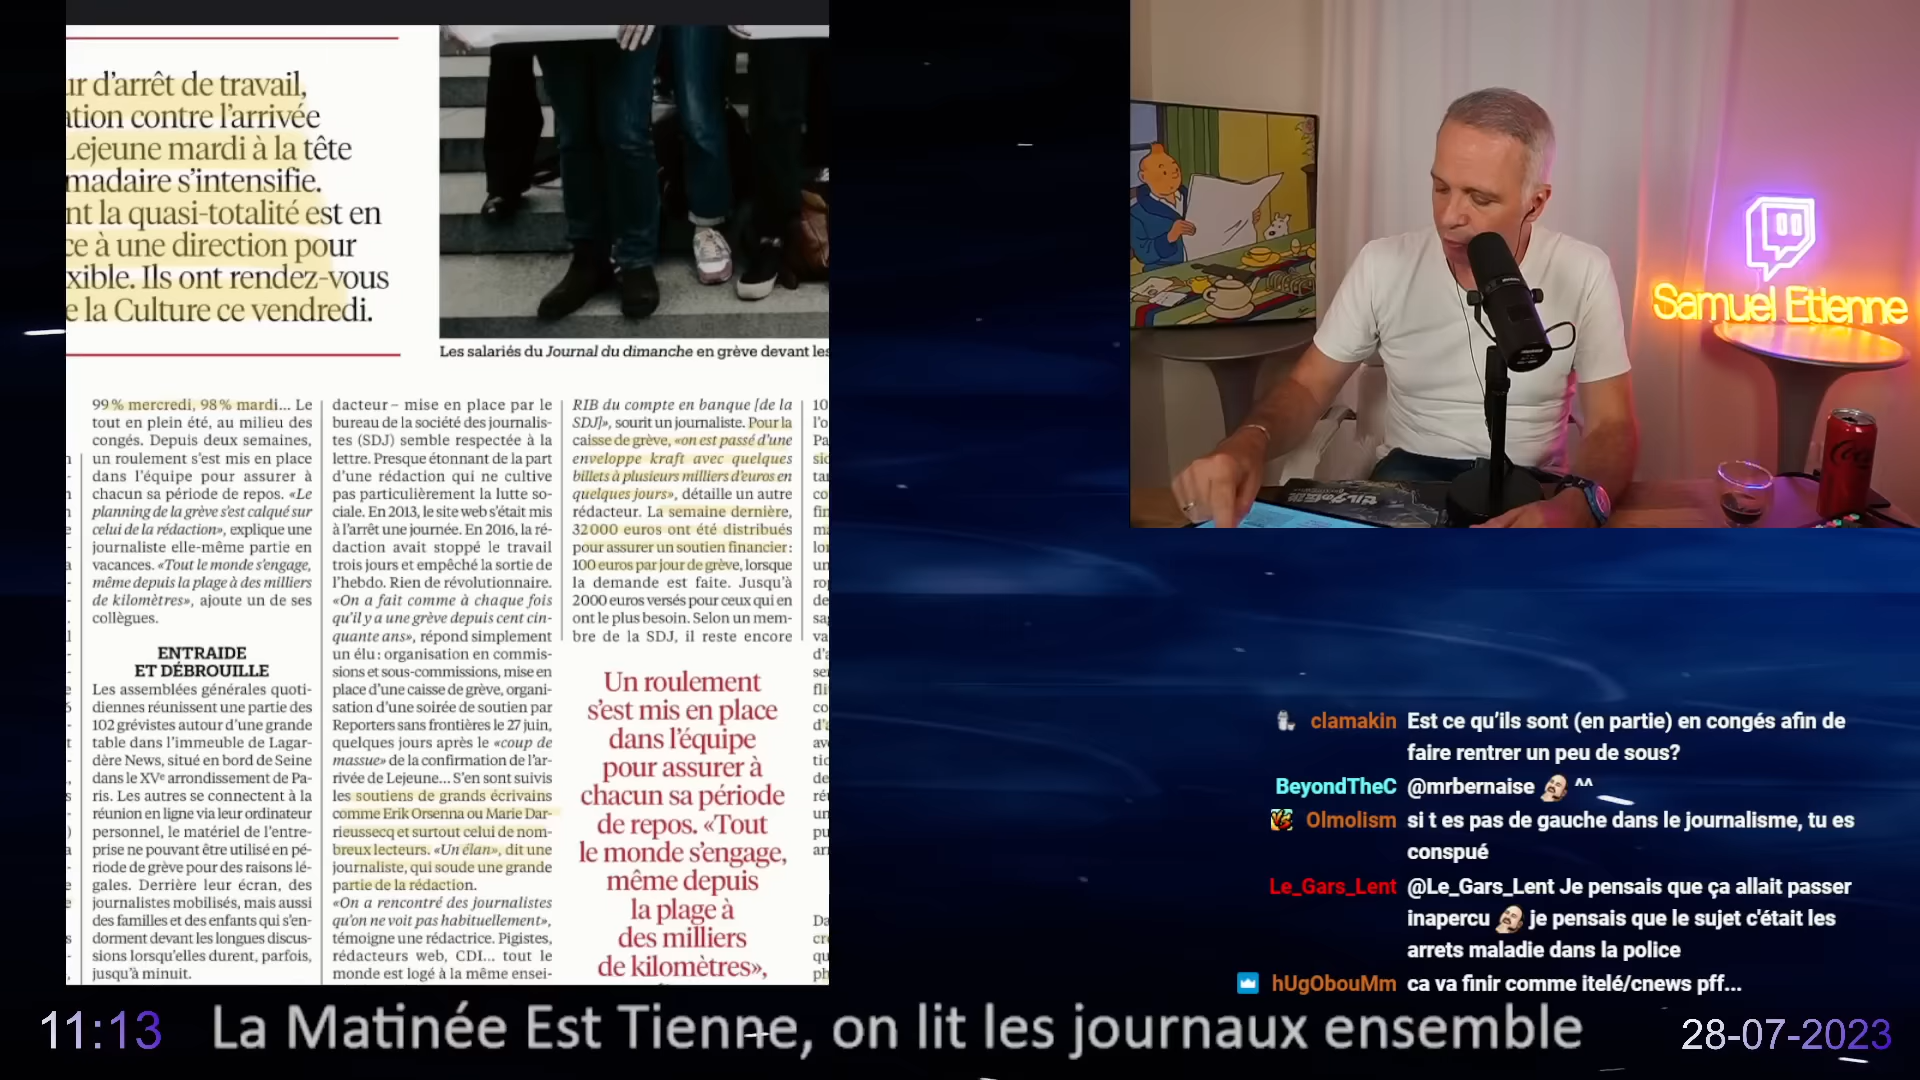 ur d'arrêt de travail,
ation contre l'arrivée
Lejeune mardi à la tête
madaire s'intensifie.
nt la quasi-totalité est en
ce à une direction pour
xible. Ils ont rendez-vous
e la Culture ce vendredi.
Les salariés du Journal du dimanche en grève devant les
99% mercredi, 98% mardi... Le
tout en plein été, au milieu des
congés. Depuis deux semaines,
un roulement s'est mis en place
dans l'équipe pour assurer à
chacun sa période de repos. «Le
planning de la grève s'est calqué sur
celui de la rédaction», explique une
journaliste elle-même partie en
vacances. «Tout le monde s'engage,
même depuis la plage à des milliers
de kilomètres», ajoute un de ses
collègues.
ENTRAIDE
ET DÉBROUILLE
Les assemblées générales quoti-
diennes réunissent une partie des
102 grévistes autour d'une grande
table dans l'immeuble de Lagar-
dère News, situé en bord de Seine
dans le XVe arrondissement de Pa-
ris. Les autres se connectent à la
réunion en ligne via leur ordinateur
personnel, le matériel de l'entre-
prise ne pouvant être utilisé en pé-
riode de grève pour des raisons lé-
gales. Derrière leur écran, des
journalistes mobilisés, mais aussi
des familles et des enfants qui s'en-
dorment devant les longues discus-
sions lorsqu'elles durent, parfois,
jusqu'à minuit.
dacteur – mise en place par le
bureau de la société des journalis-
tes (SDJ) semble respectée à la
lettre. Presque étonnant de la part
d'une rédaction qui ne cultive
pas particulièrement la lutte so-
ciale. En 2013, le site web s'était mis
à l'arrêt une journée. En 2016, la ré-
daction avait stoppé le travail
trois jours et empêché la sortie de
l'hebdo. Rien de révolutionnaire.
«On a fait comme à chaque fois
qu'il y a une grève depuis cent cin-
quante ans», répond simplement
un élu: organisation en commis-
sions et sous-commissions, mise en
place d'une caisse de grève, organi-
sation d'une soirée de soutien par
Reporters sans frontières le 27 juin,
quelques jours après le «coup de
massue» de la confirmation de l'ar-
rivée de Lejeune... S'en sont suivis
les soutiens de grands écrivains
comme Erik Orsenna ou Marie Dar-
rieussecq et surtout celui de nom-
breux lecteurs. «Un élan», dit une
journaliste, qui soude une grande
partie de la rédaction.
«On a rencontré des journalistes
qu'on ne voit pas habituellement»,
témoigne une rédactrice. Pigistes,
rédacteurs web, CDI... tout le
monde est logé à la même ensei-
RIB du compte en banque [de la
SDJ]», sourit un journaliste. Pour la
caisse de grève, «on est passé d'une
enveloppe kraft avec quelques
billets à plusieurs milliers d'euros en
quelques jours», détaille un autre
rédacteur. La semaine dernière,
32000 euros ont été distribués
pour assurer un soutien financier:
100 euros par jour de grève, lorsque
la demande est faite. Jusqu'à
2000 euros versés pour ceux qui en
ont le plus besoin. Selon un mem-
bre de la SDJ, il reste encore
Un roulement
s'est mis en place
dans l'équipe
pour assurer à
chacun sa période
de repos. «Tout
le monde s'engage,
même depuis
la plage à
des milliers
de kilomètres»,
Samuel Etienne
clamakin Est ce qu'ils sont (en partie) en congés afin de
faire rentrer un peu de sous?
BeyondTheC @mrbernaise ^^
Olmolism si t es pas de gauche dans le journalisme, tu es
conspué
Le_Gars_Lent @Le_Gars_Lent Je pensais que ça allait passer
inapercu je pensais que le sujet c'était les
arrets maladie dans la police
hUgObouMm ca va finir comme itelé/cnews pff...
11:13 La Matinée Est Tienne, on lit les journaux ensemble 28-07-2023